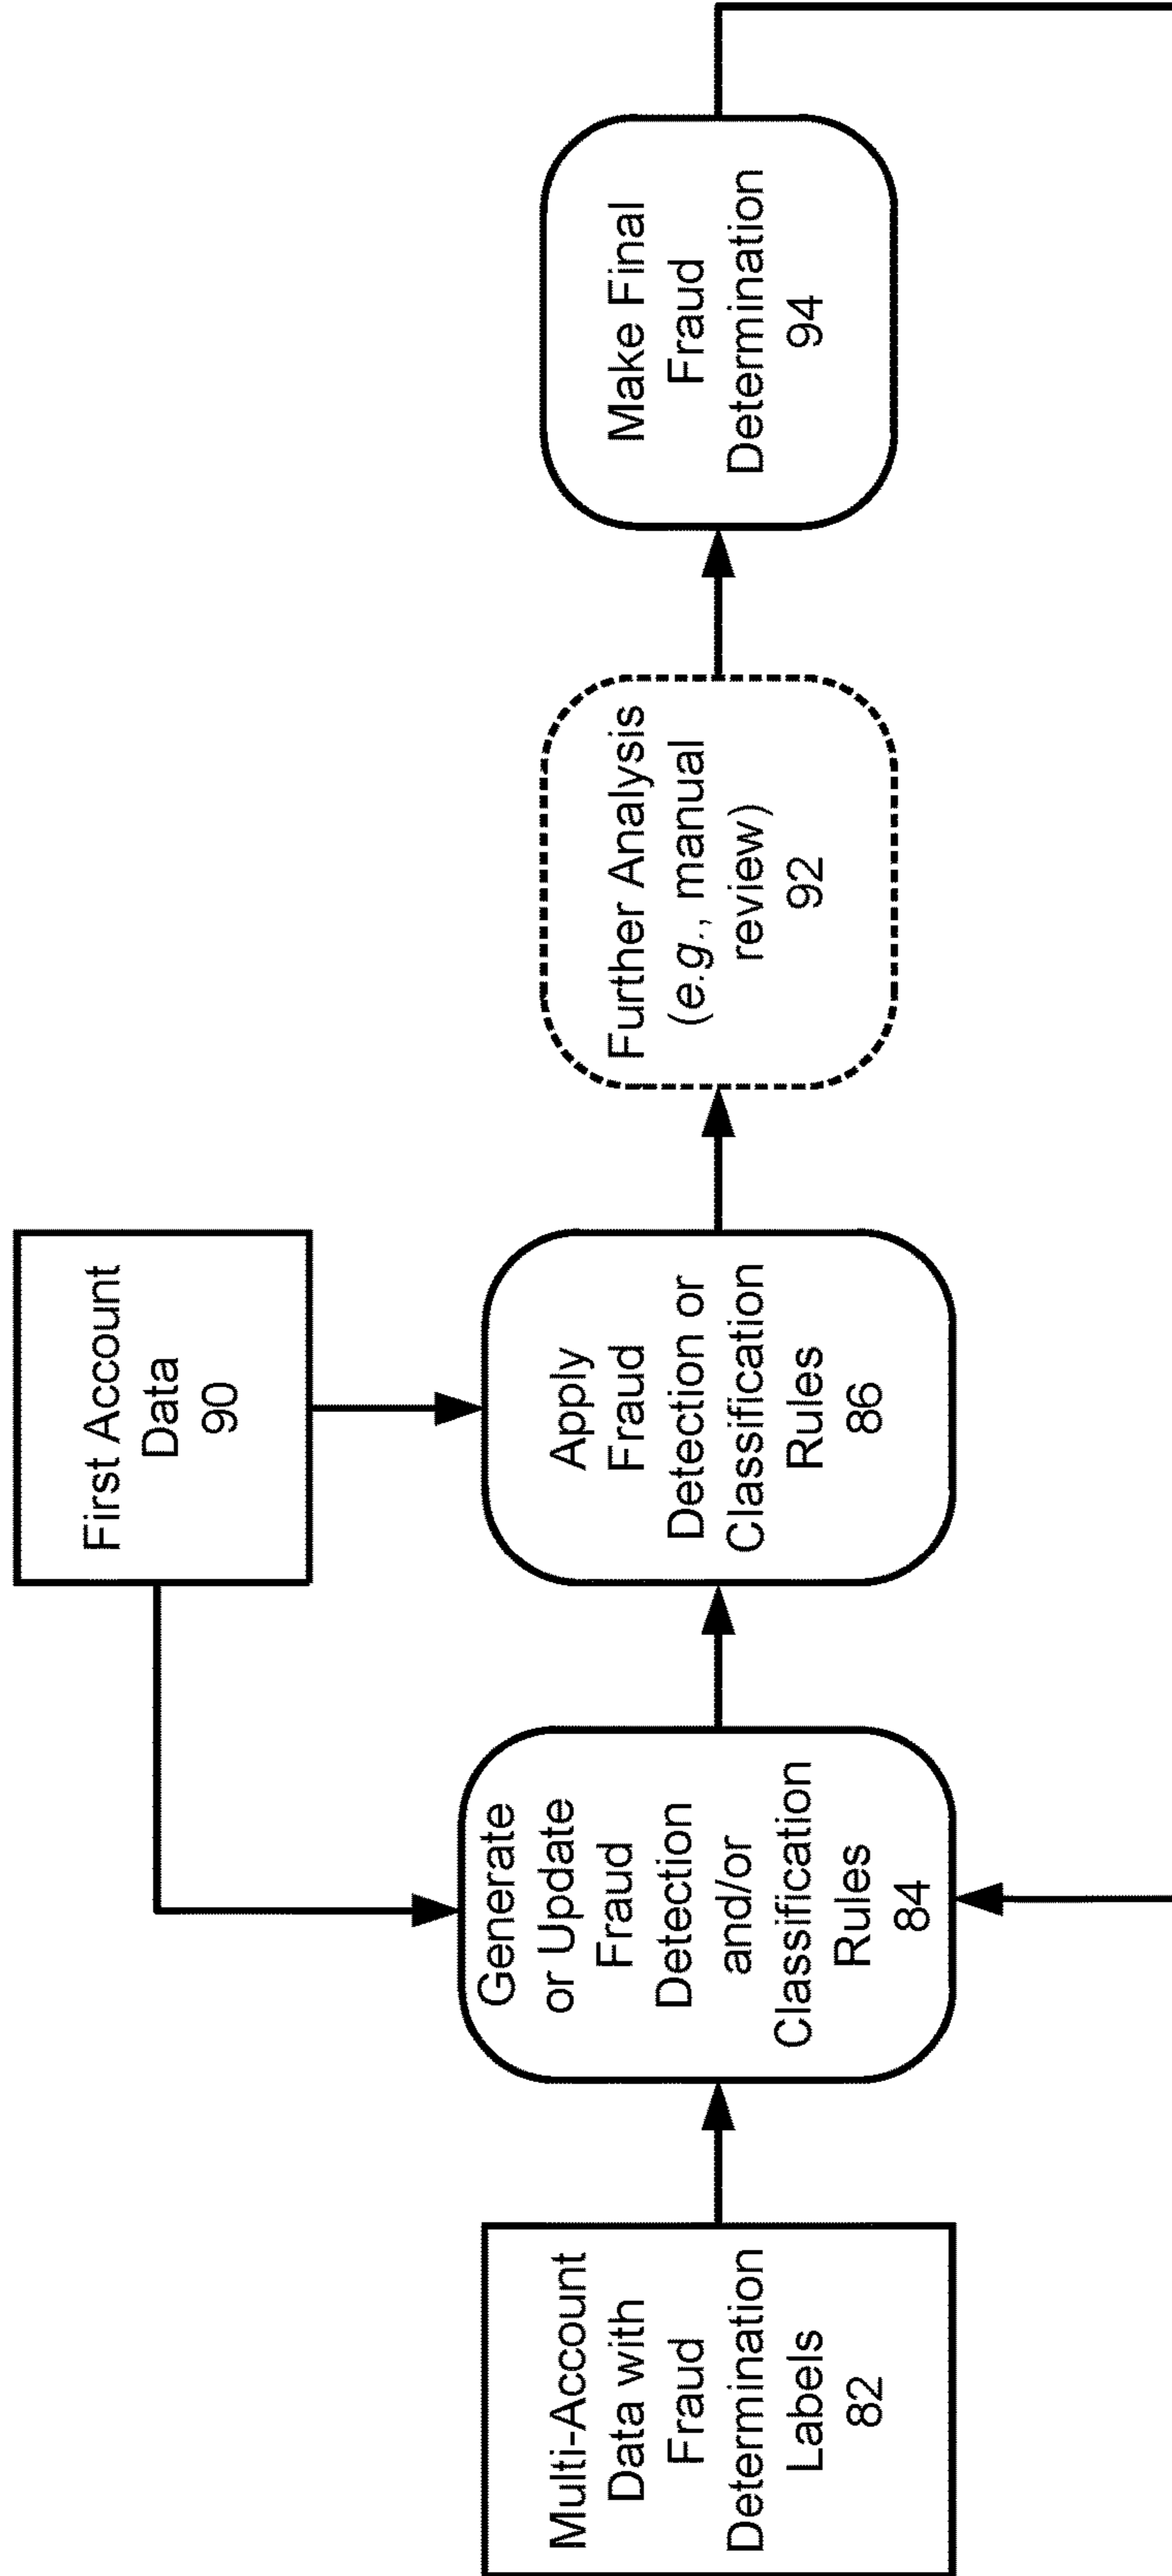 First Account
Data
90
Multi-Account
Data with
Fraud
Determination
Labels
82
Generate
or Update
Fraud
Detection
and/or
Classification
Rules
84
Apply
Fraud
Detection or
Classification
Rules
86
Further Analysis
(e.g., manual
review)
92
Make Final
Fraud
Determination
94